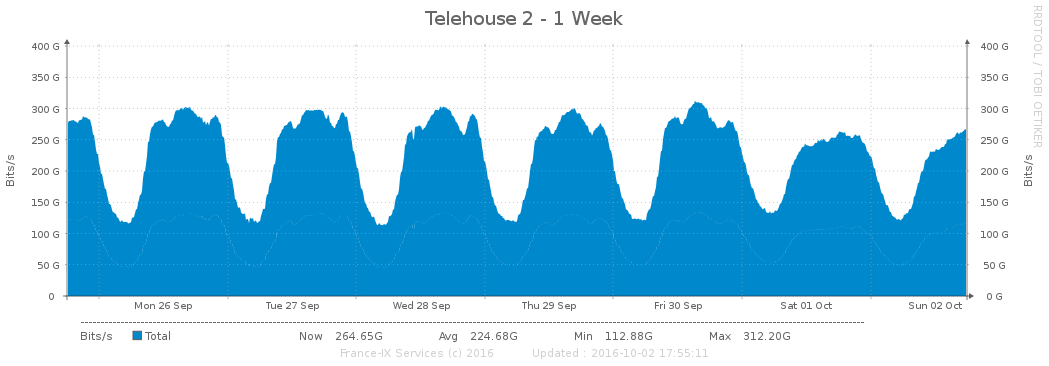 Telehouse 2 - 1 Week
RRDTOOL / TOBI OETIKER
Bits/s
400 G 400 G
350 G 350 G
300 G 300 G
250 G 250 G
200 G 200 G
150 G 150 G
100 G 100 G
50 G 50 G
0 0 G
Bits/s
Mon 26 Sep Tue 27 Sep Wed 28 Sep Thu 29 Sep Fri 30 Sep Sat 01 Oct Sun 02 Oct
Bits/s Total Now 264.65G Avg 224.68G Min 112.88G Max 312.20G
France-IX Services (c) 2016 Updated : 2016-10-02 17:55:11